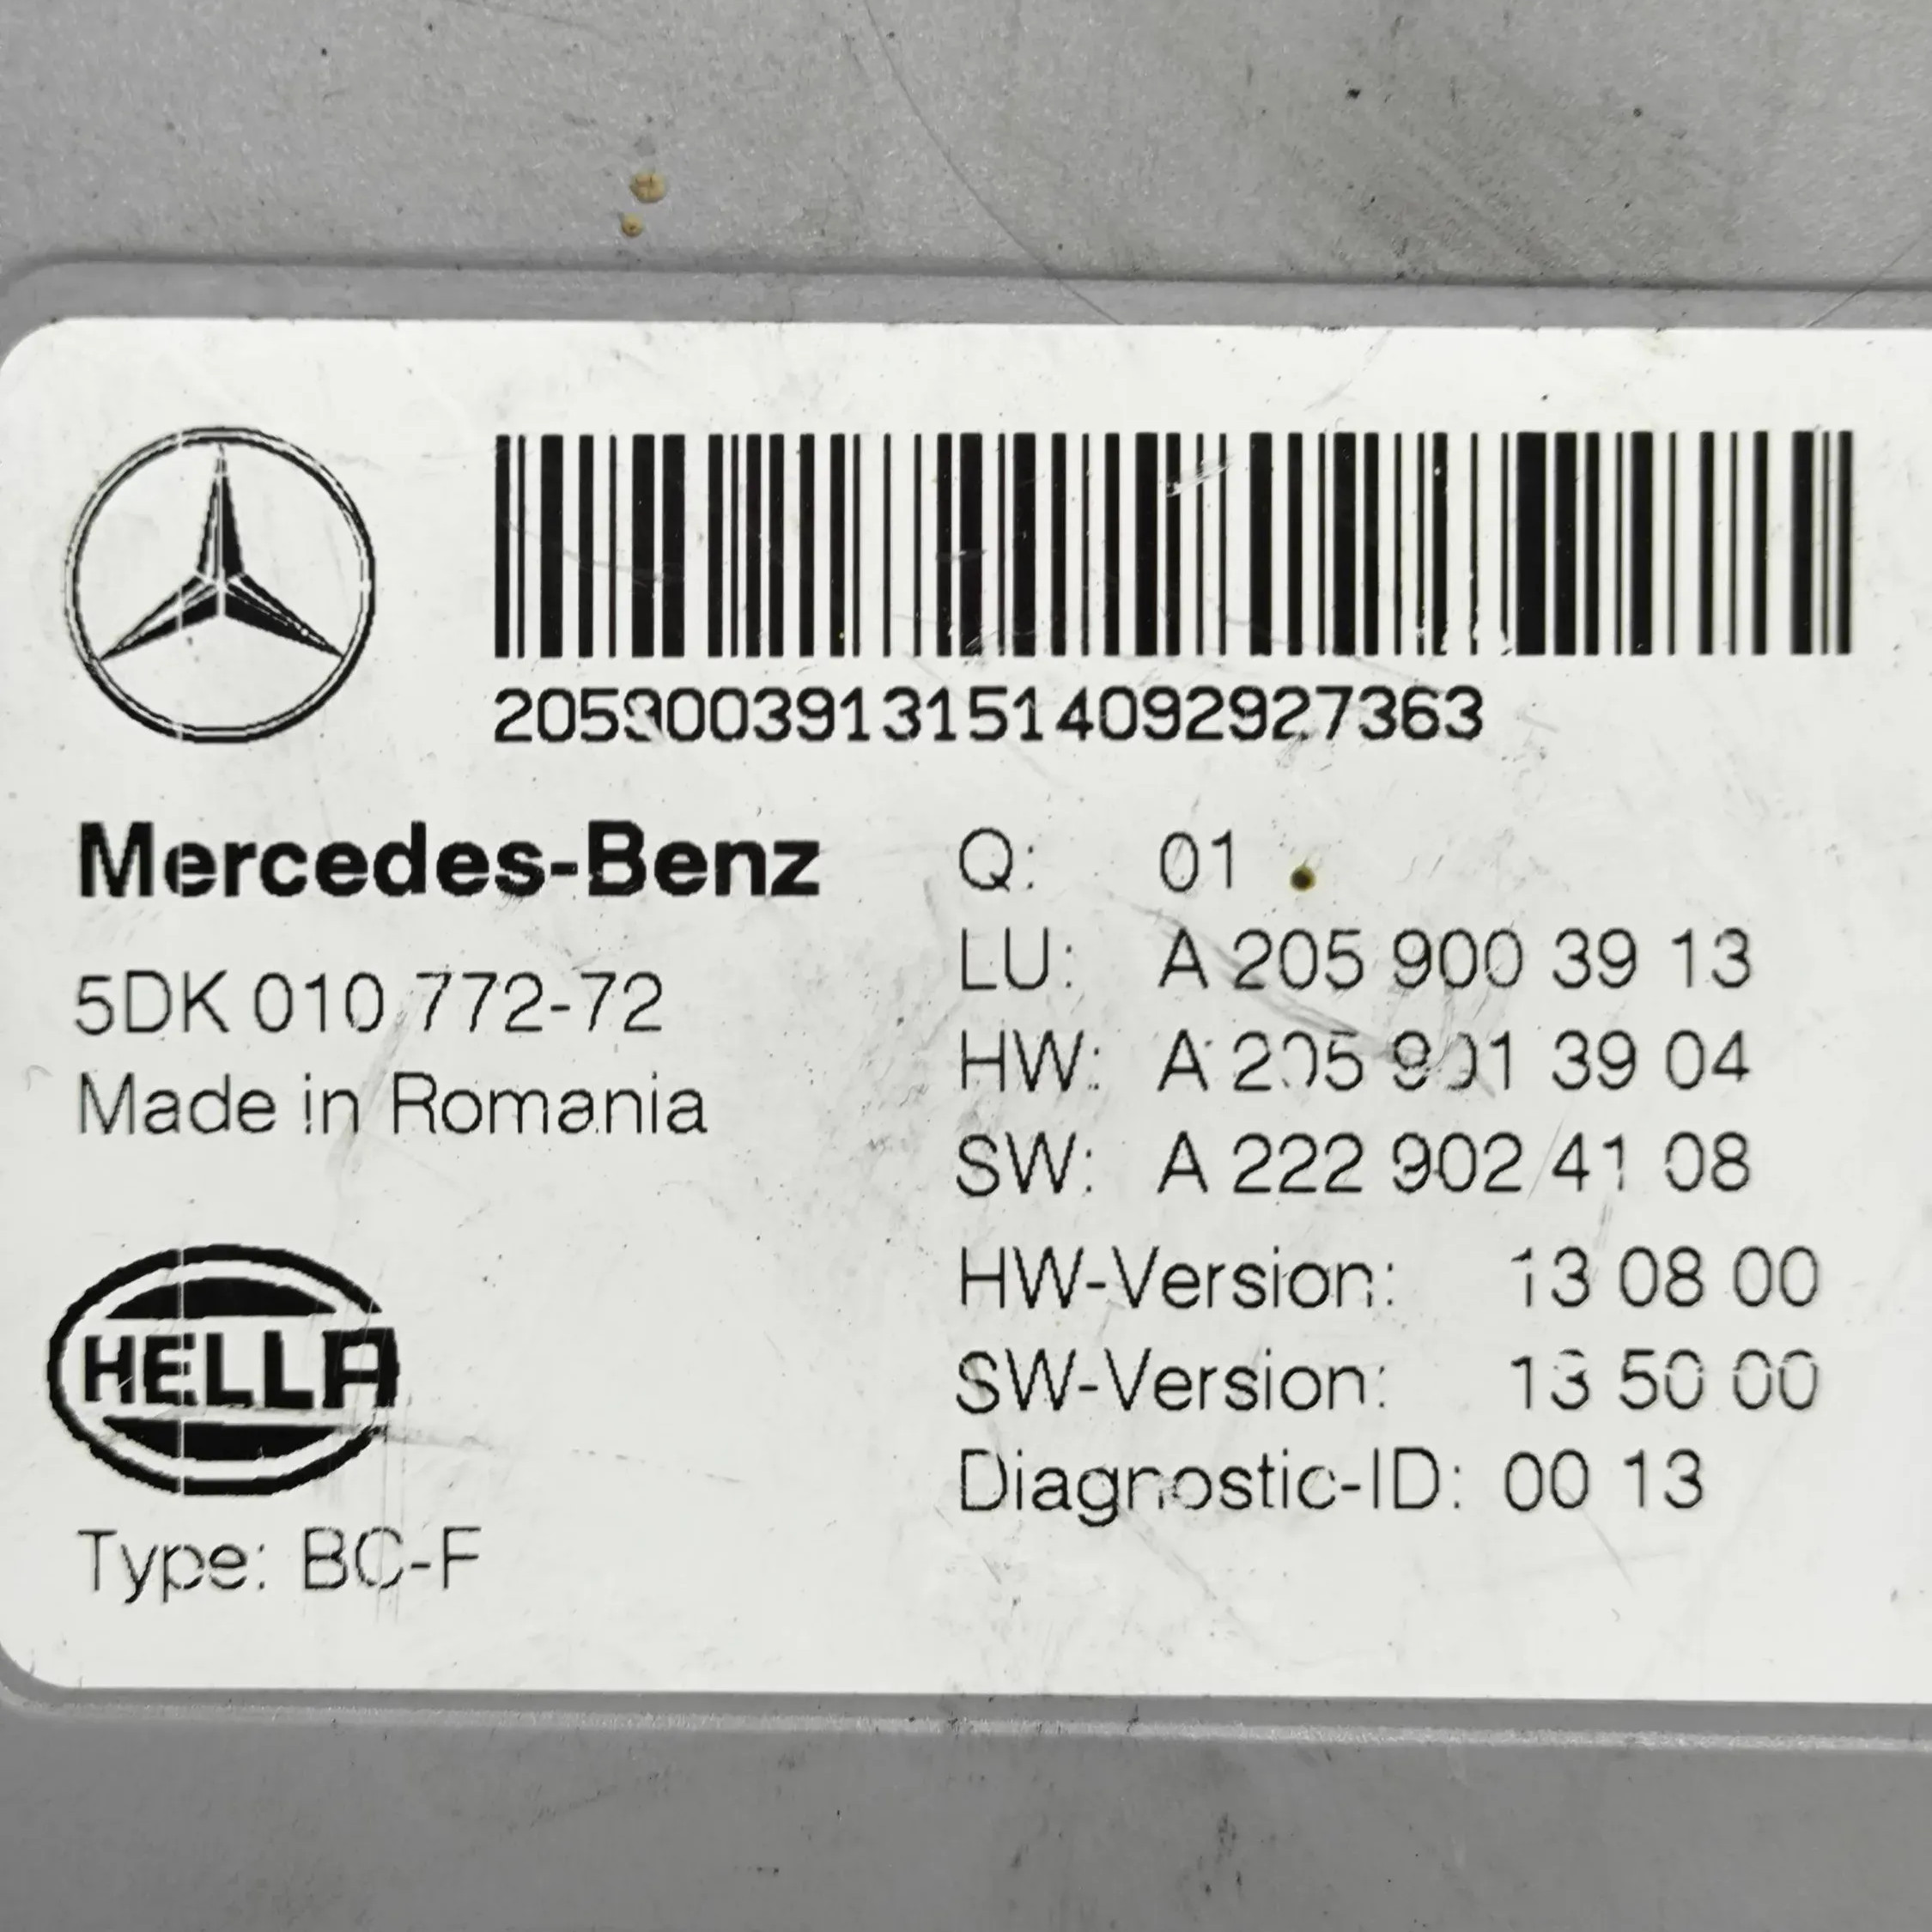 20590039131514092927363
Mercedes-Benz
5DK 010 772-72
Made in Romania
HELLA
Type: BC-F
Q: 01
LU: A 205 900 39 13
HW: A 205 901 39 04
SW: A 222 902 41 08
HW-Version: 13 08 00
SW-Version: 13 50 00
Diagnostic-ID: 00 13